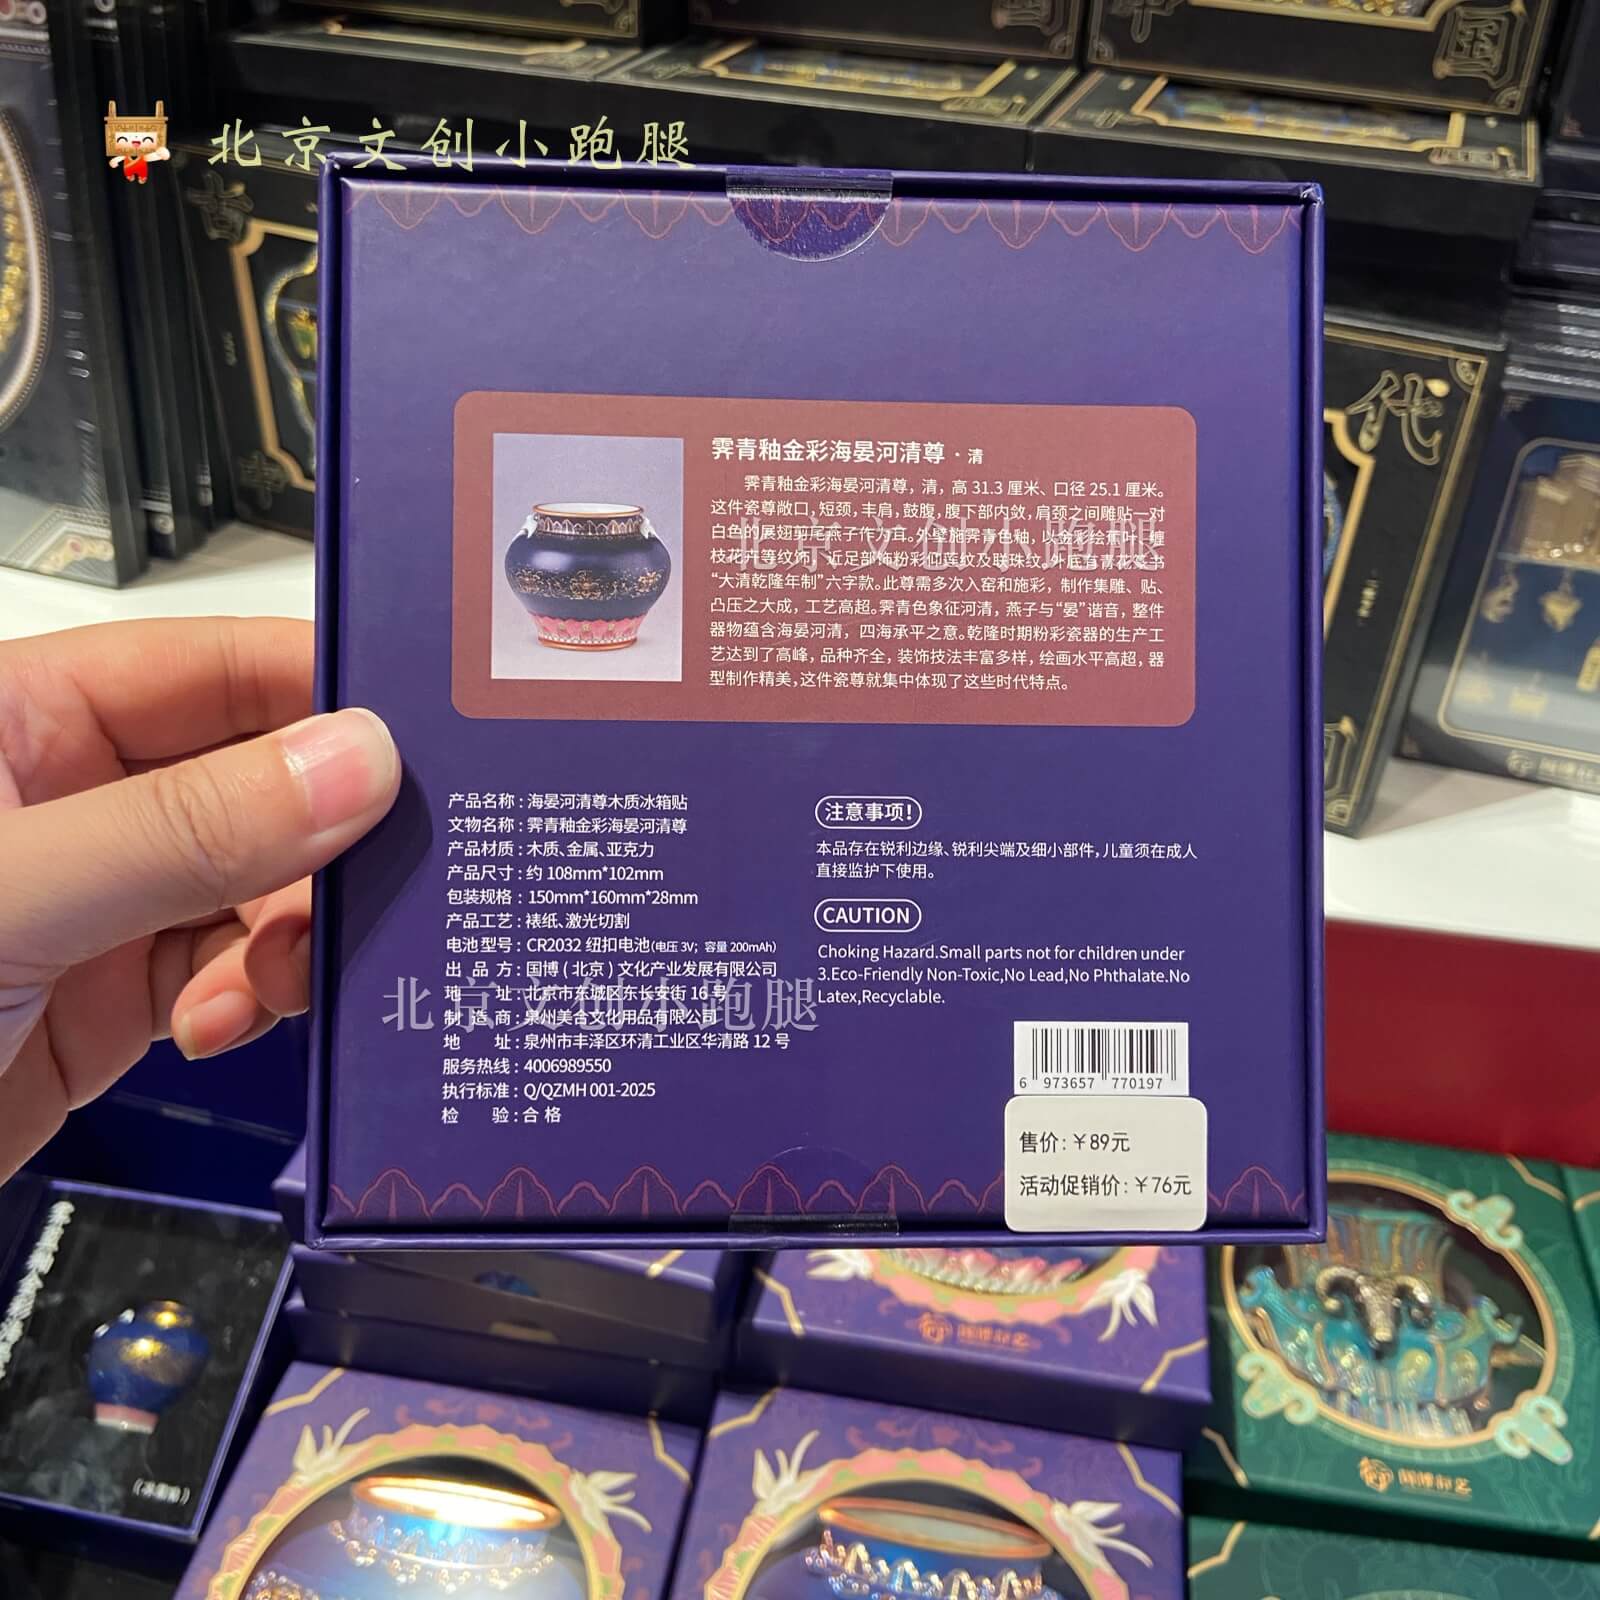 北京文创小跑腿
霁青釉金彩海晏河清尊·清
霁青釉金彩海晏河清尊，清，高 31.3 厘米、口径 25.1 厘米。
这件瓷尊敞口，短颈，丰肩，鼓腹，腹下部内敛，肩颈之间雕贴一对
白色的展翅剪尾燕子作为耳。外壁施霁青色釉，以金彩绘蕉叶、缠
枝花卉等纹饰，近足部饰粉彩仰莲纹及联珠纹，外底有青花篆书
“大清乾隆年制”六字款。此尊需多次入窑和施彩，制作集雕、贴、
凸压之大成，工艺高超。霁青色象征河清，燕子与“晏”谐音，整件
器物蕴含海晏河清，四海承平之意。乾隆时期粉彩瓷器的生产工
艺达到了高峰，品种齐全，装饰技法丰富多样，绘画水平高超，器
型制作精美，这件瓷尊就集中体现了这些时代特点。
北京文创小跑腿
产品名称：海晏河清尊木质冰箱贴
文物名称：霁青釉金彩海晏河清尊
产品材质：木质、金属、亚克力
产品尺寸：约 108mm*102mm
包装规格：150mm*160mm*28mm
产品工艺：裱纸、激光切割
电池型号：CR2032 纽扣电池(电压 3V；容量 200mAh)
出品方：国博（北京）文化产业发展有限公司
地址：北京市东城区东长安街 16 号
制造商：泉州美合文化用品有限公司
地址：泉州市丰泽区环清工业区华清路 12 号
服务热线：4006989550
执行标准：Q/QZMH 001-2025
检验：合格
北京文创小跑腿
注意事项！
本品存在锐利边缘、锐利尖端及细小部件，儿童须在成人
直接监护下使用。
CAUTION
Choking Hazard.Small parts not for children under
3.Eco-Friendly Non-Toxic,No Lead,No Phthalate.No
Latex,Recyclable.
6 973657 770197
售价：￥89元
活动促销价：￥76元
代
国